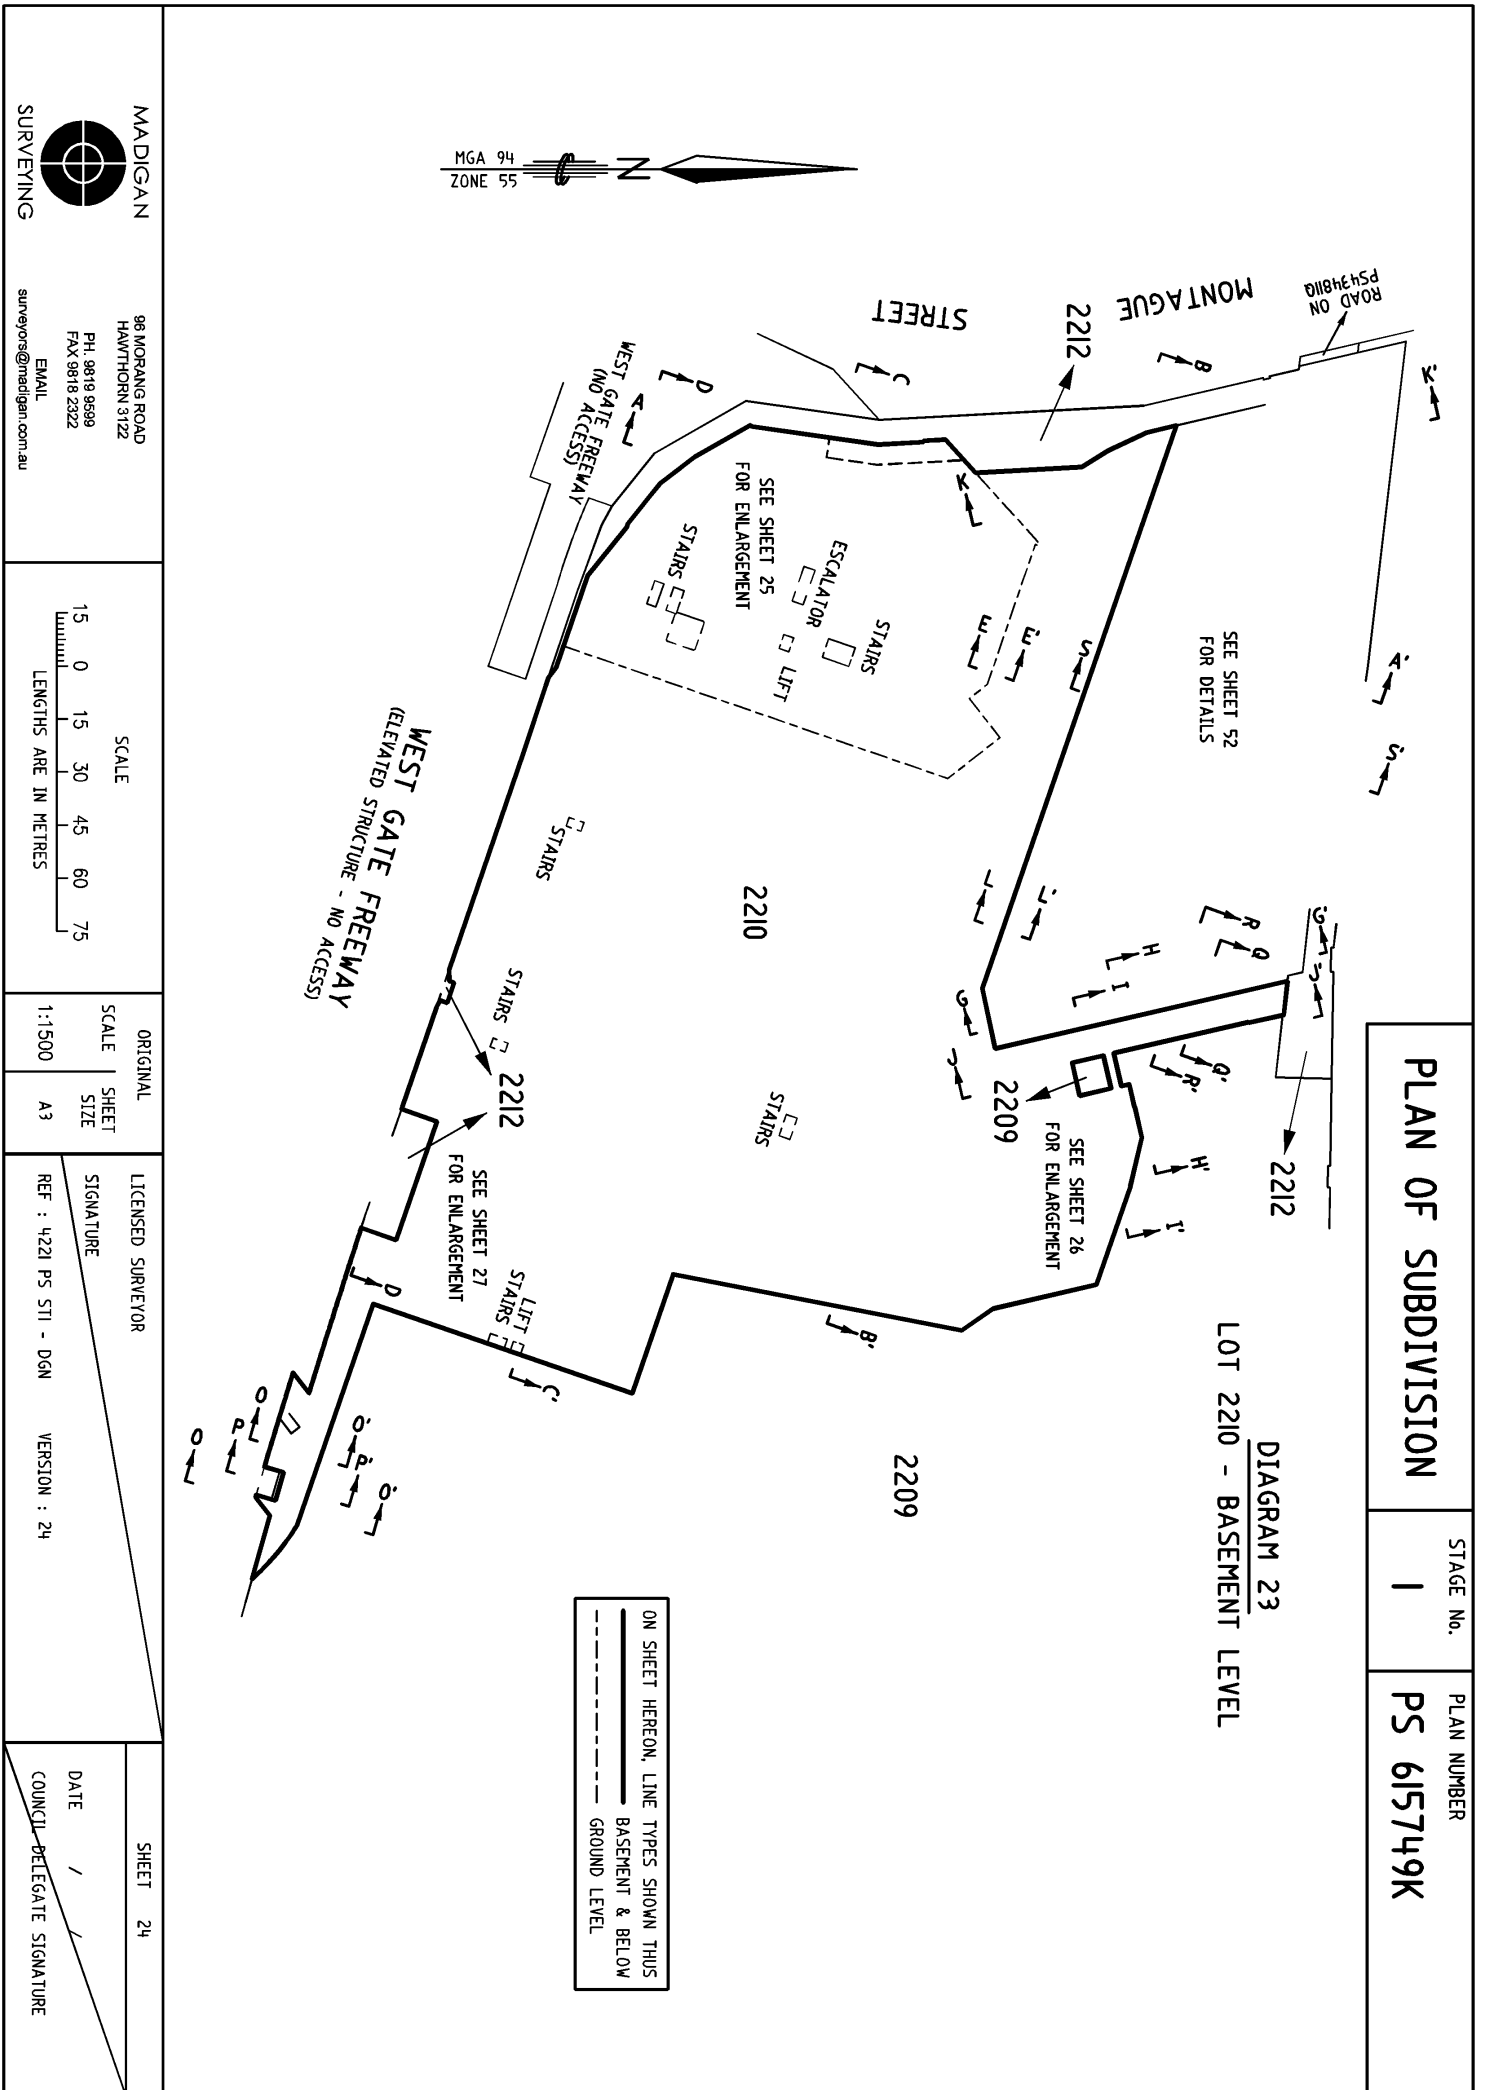 PLAN OF SUBDIVISION
STAGE No.
1
PLAN NUMBER
PS 615749K
DIAGRAM 23
LOT 2210 - BASEMENT LEVEL
ROAD ON
PS434811Q
MONTAGUE
STREET
2212
K'
A'
S'
B
C
D
A
K
E
E'
S
SEE SHEET 52
FOR DETAILS
G'
J'
R
Q
H
I
L
L'
G
J
Q'
R'
H'
I'
2212
2209
SEE SHEET 26
FOR ENLARGEMENT
SEE SHEET 25
FOR ENLARGEMENT
ESCALATOR
STAIRS
LIFT
STAIRS
2210
STAIRS
STAIRS
STAIRS
WEST GATE FREEWAY
(NO ACCESS)
WEST GATE FREEWAY
(ELEVATED STRUCTURE - NO ACCESS)
2212
SEE SHEET 27
FOR ENLARGEMENT
LIFT
STAIRS
B'
C'
D
2209
O
P
O
O'
P'
O'
MGA 94
ZONE 55
N
ON SHEET HEREON, LINE TYPES SHOWN THUS
BASEMENT & BELOW
GROUND LEVEL
MADIGAN
SURVEYING
96 MORANG ROAD
HAWTHORN 3122
PH. 9819 9599
FAX 9818 2322
EMAIL
surveyors@madigan.com.au
SCALE
15 0 15 30 45 60 75
LENGTHS ARE IN METRES
ORIGINAL
SCALE
SHEET
SIZE
1:1500
A3
LICENSED SURVEYOR
SIGNATURE
REF : 4221 PS ST1 - DGN
VERSION : 24
SHEET 24
DATE / /
COUNCIL DELEGATE SIGNATURE